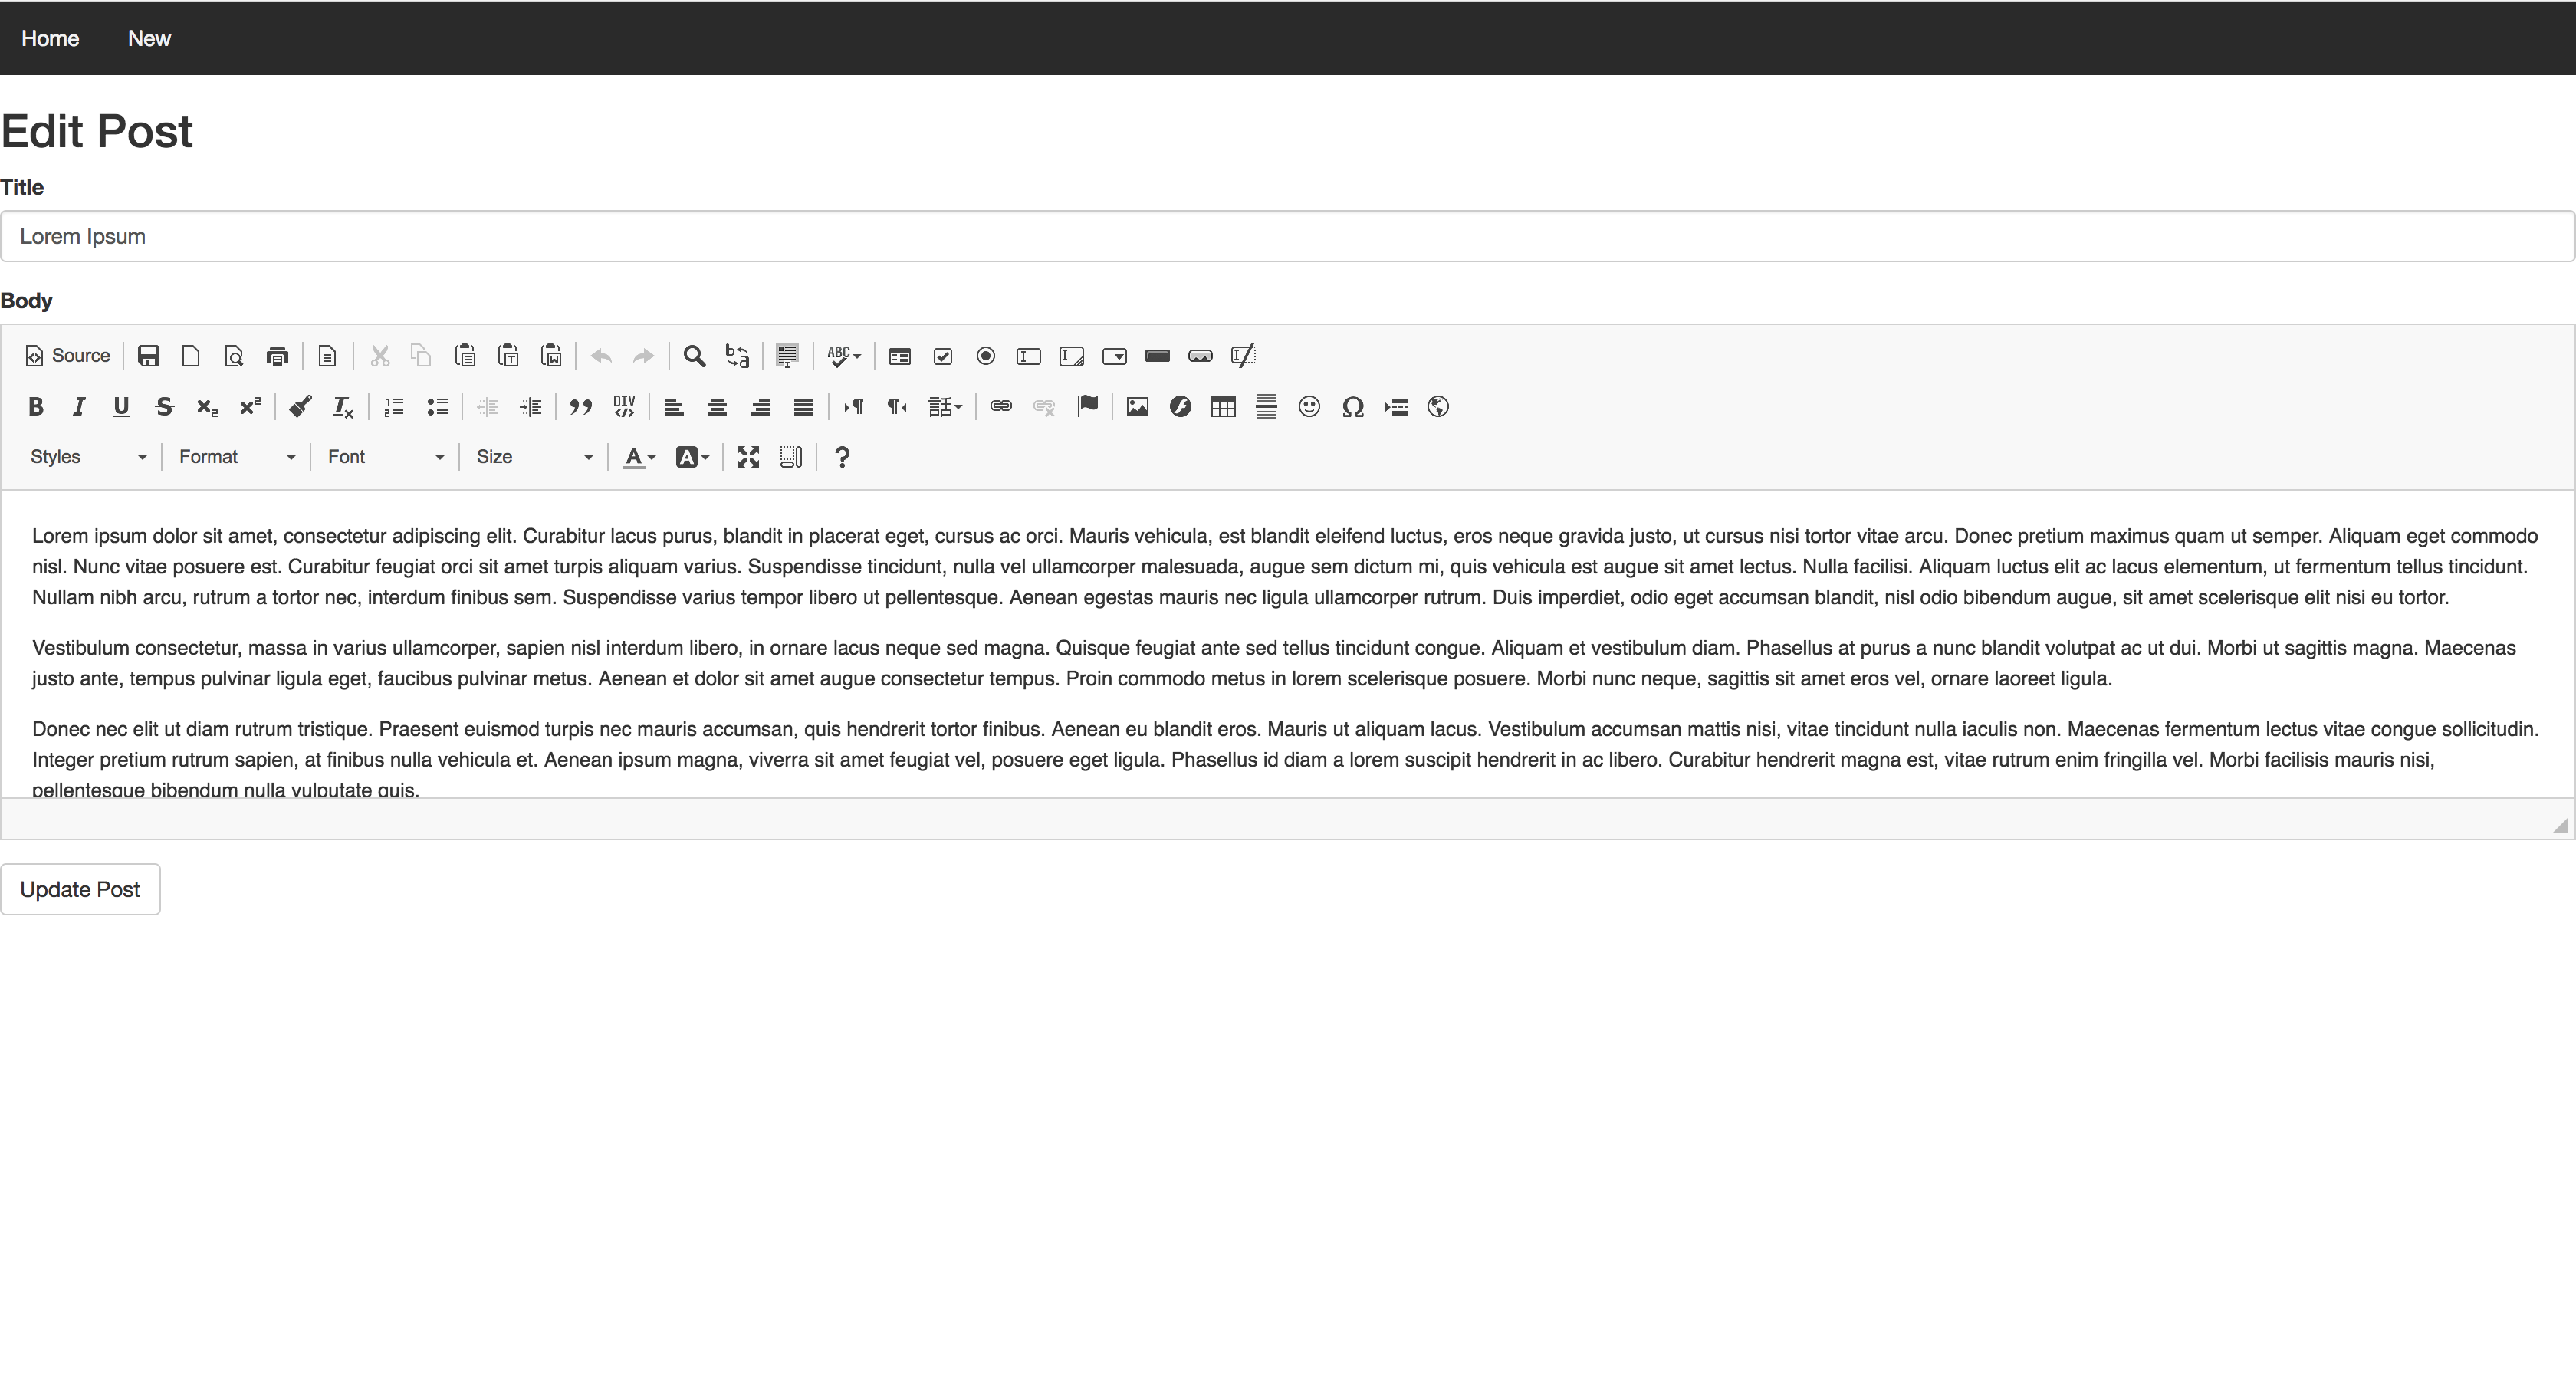 Home New
Edit Post
Title
Lorem Ipsum
Body
Source
Styles Format Font Size
Lorem ipsum dolor sit amet, consectetur adipiscing elit. Curabitur lacus purus, blandit in placerat eget, cursus ac orci. Mauris vehicula, est blandit eleifend luctus, eros neque gravida justo, ut cursus nisi tortor vitae arcu. Donec pretium maximus quam ut semper. Aliquam eget commodo
nisl. Nunc vitae posuere est. Curabitur feugiat orci sit amet turpis aliquam varius. Suspendisse tincidunt, nulla vel ullamcorper malesuada, augue sem dictum mi, quis vehicula est augue sit amet lectus. Nulla facilisi. Aliquam luctus elit ac lacus elementum, ut fermentum tellus tincidunt.
Nullam nibh arcu, rutrum a tortor nec, interdum finibus sem. Suspendisse varius tempor libero ut pellentesque. Aenean egestas mauris nec ligula ullamcorper rutrum. Duis imperdiet, odio eget accumsan blandit, nisl odio bibendum augue, sit amet scelerisque elit nisi eu tortor.
Vestibulum consectetur, massa in varius ullamcorper, sapien nisl interdum libero, in ornare lacus neque sed magna. Quisque feugiat ante sed tellus tincidunt congue. Aliquam et vestibulum diam. Phasellus at purus a nunc blandit volutpat ac ut dui. Morbi ut sagittis magna. Maecenas
justo ante, tempus pulvinar ligula eget, faucibus pulvinar metus. Aenean et dolor sit amet augue consectetur tempus. Proin commodo metus in lorem scelerisque posuere. Morbi nunc neque, sagittis sit amet eros vel, ornare laoreet ligula.
Donec nec elit ut diam rutrum tristique. Praesent euismod turpis nec mauris accumsan, quis hendrerit tortor finibus. Aenean eu blandit eros. Mauris ut aliquam lacus. Vestibulum accumsan mattis nisi, vitae tincidunt nulla iaculis non. Maecenas fermentum lectus vitae congue sollicitudin.
Integer pretium rutrum sapien, at finibus nulla vehicula et. Aenean ipsum magna, viverra sit amet feugiat vel, posuere eget ligula. Phasellus id diam a lorem suscipit hendrerit in ac libero. Curabitur hendrerit magna est, vitae rutrum enim fringilla vel. Morbi facilisis mauris nisi,
pellentesque bibendum nulla vulputate quis.
Update Post